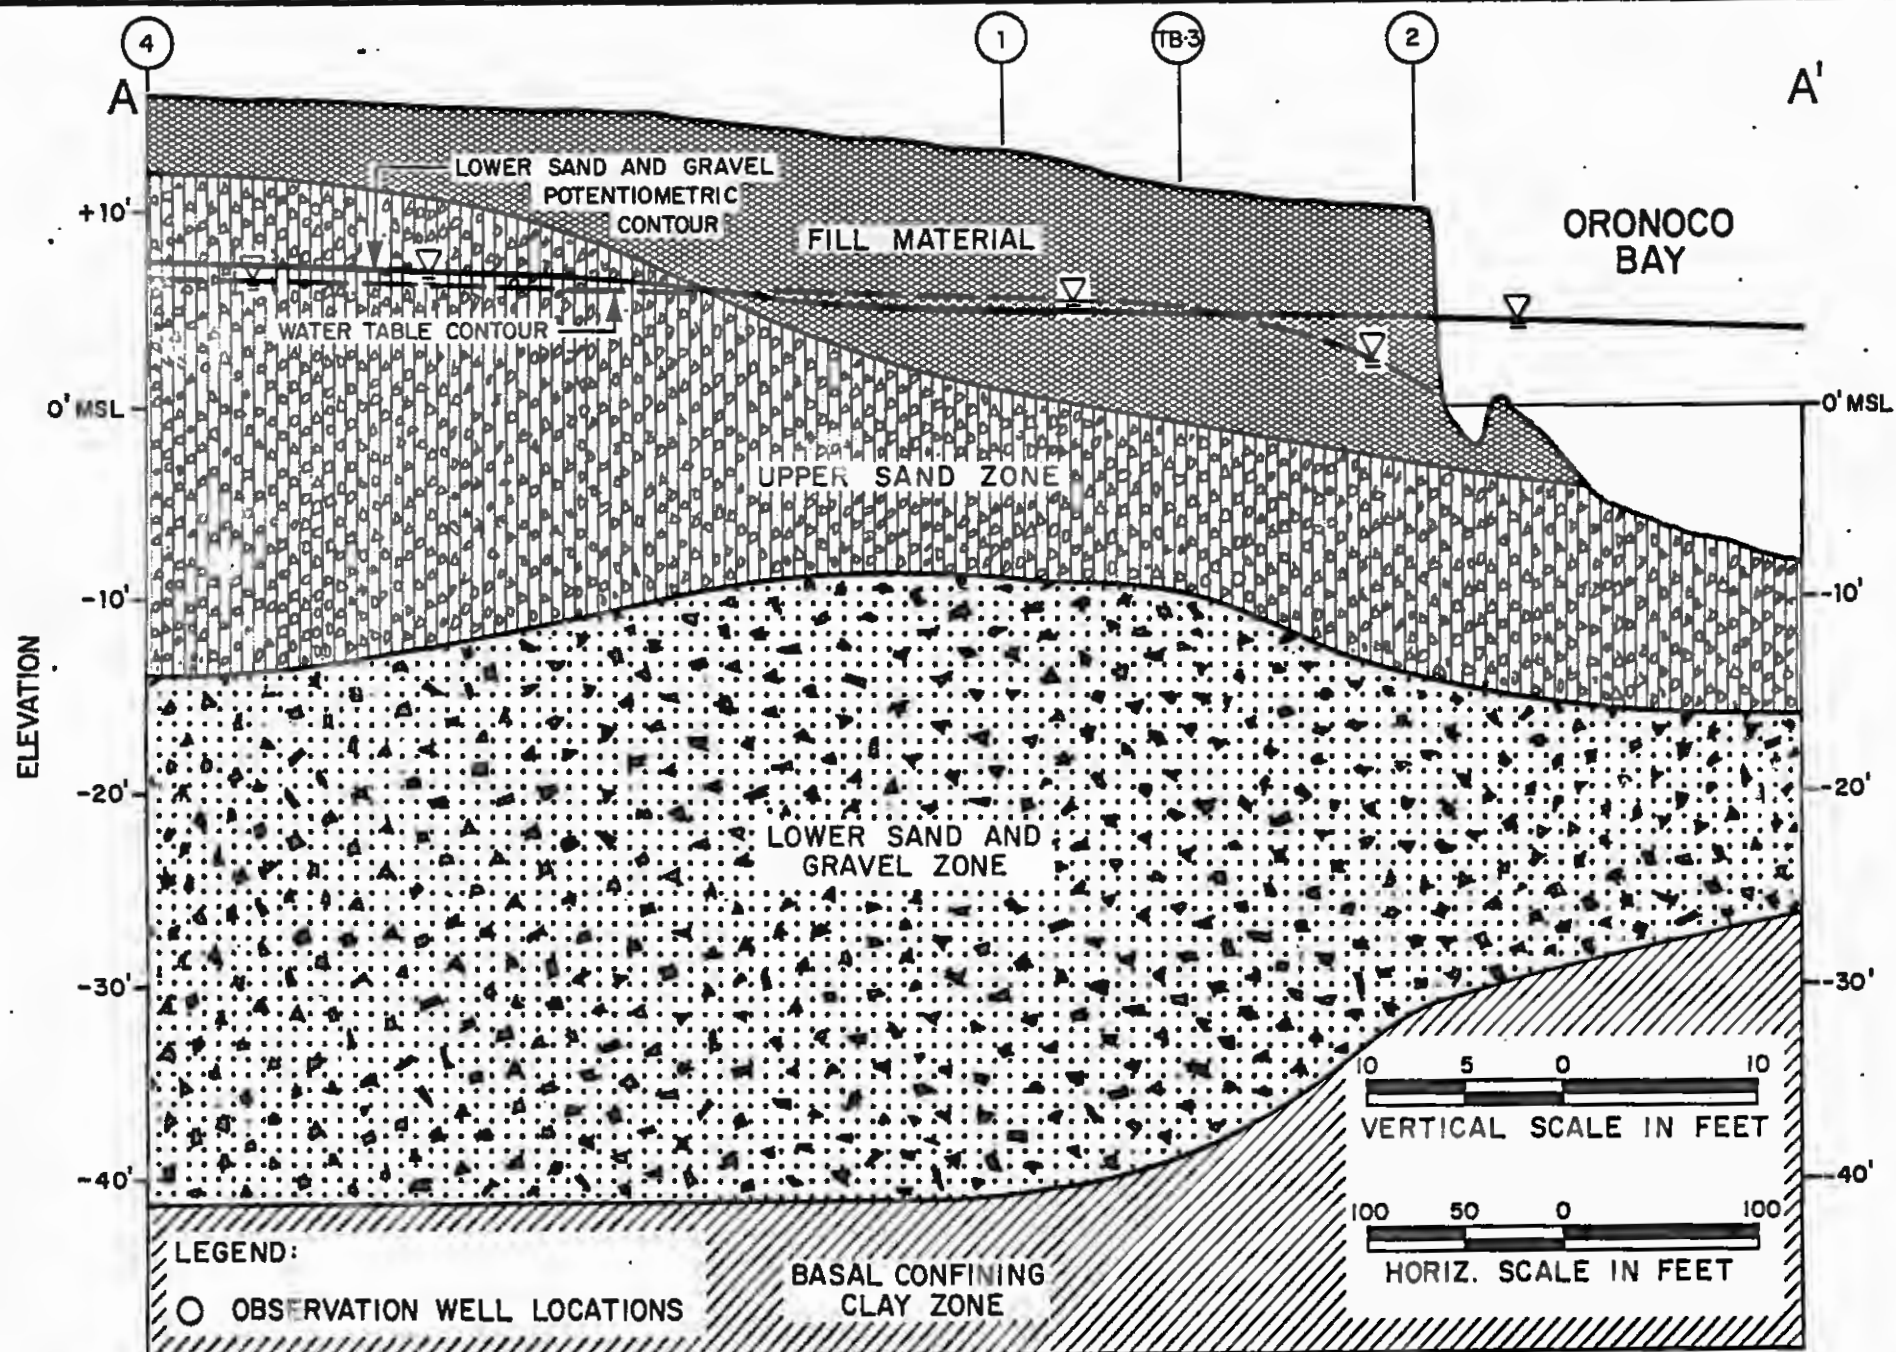 4
1
TB-3
2
A
A'
LOWER SAND AND GRAVEL
POTENTIOMETRIC
CONTOUR
+10'
FILL MATERIAL
ORONOCO
BAY
WATER TABLE CONTOUR
0' MSL
0' MSL
UPPER SAND ZONE
-10'
-10'
ELEVATION
-20'
-20'
LOWER SAND AND
GRAVEL ZONE
-30'
-30'
10 5 0 10
VERTICAL SCALE IN FEET
-40'
-40'
100 50 0 100
HORIZ. SCALE IN FEET
LEGEND:
OBSERVATION WELL LOCATIONS
BASAL CONFINING
CLAY ZONE